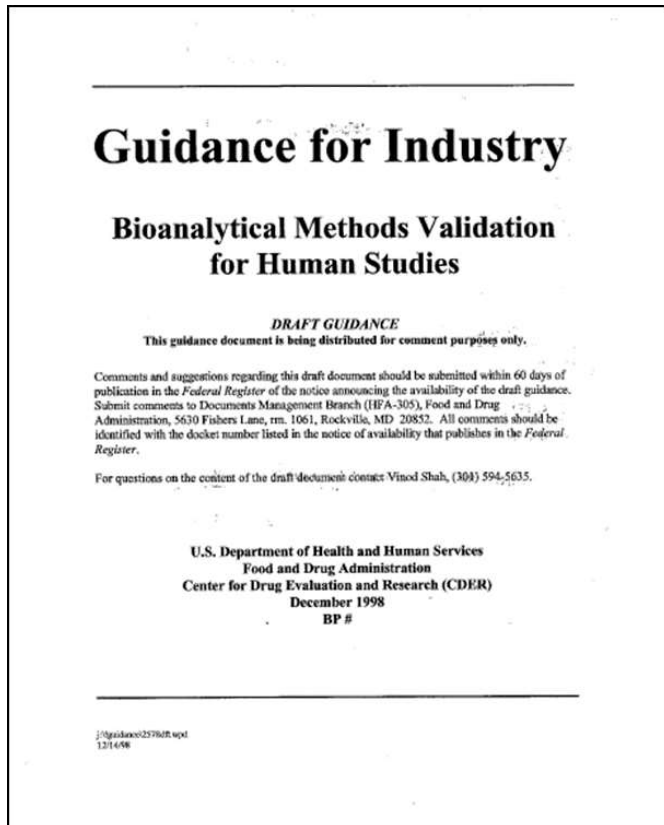 Guidance for Industry
Bioanalytical Methods Validation
for Human Studies
DRAFT GUIDANCE
This guidance document is being distributed for comment purposes only.
Comments and suggestions regarding this draft document should be submitted within 60 days of
publication in the Federal Register of the notice announcing the availability of the draft guidance.
Submit comments to Documents Management Branch (HFA-305), Food and Drug
Administration, 5630 Fishers Lane, rm. 1061, Rockville, MD 20852. All comments should be
identified with the docket number listed in the notice of availability that publishes in the Federal
Register.
For questions on the content of the draft document contact Vinod Shah, (301) 594-5635.
U.S. Department of Health and Human Services
Food and Drug Administration
Center for Drug Evaluation and Research (CDER)
December 1998
BP #
12/14/98